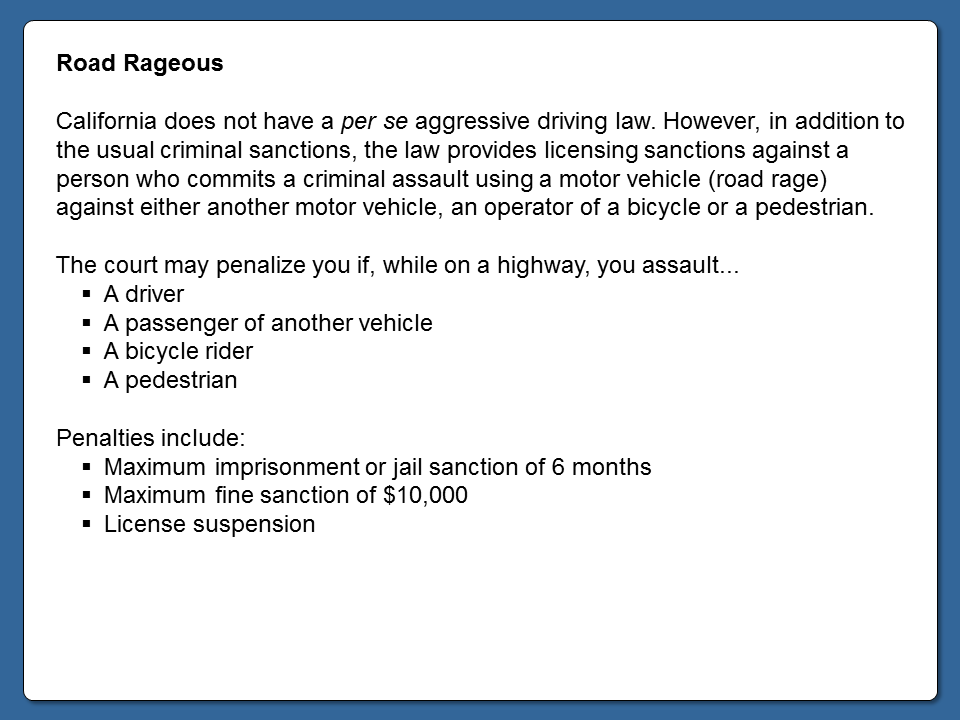 Road Rageous
California does not have a per se aggressive driving law. However, in addition to
the usual criminal sanctions, the law provides licensing sanctions against a
person who commits a criminal assault using a motor vehicle (road rage)
against either another motor vehicle, an operator of a bicycle or a pedestrian.
The court may penalize you if, while on a highway, you assault...
▪ A driver
▪ A passenger of another vehicle
▪ A bicycle rider
▪ A pedestrian
Penalties include:
▪ Maximum imprisonment or jail sanction of 6 months
▪ Maximum fine sanction of $10,000
▪ License suspension